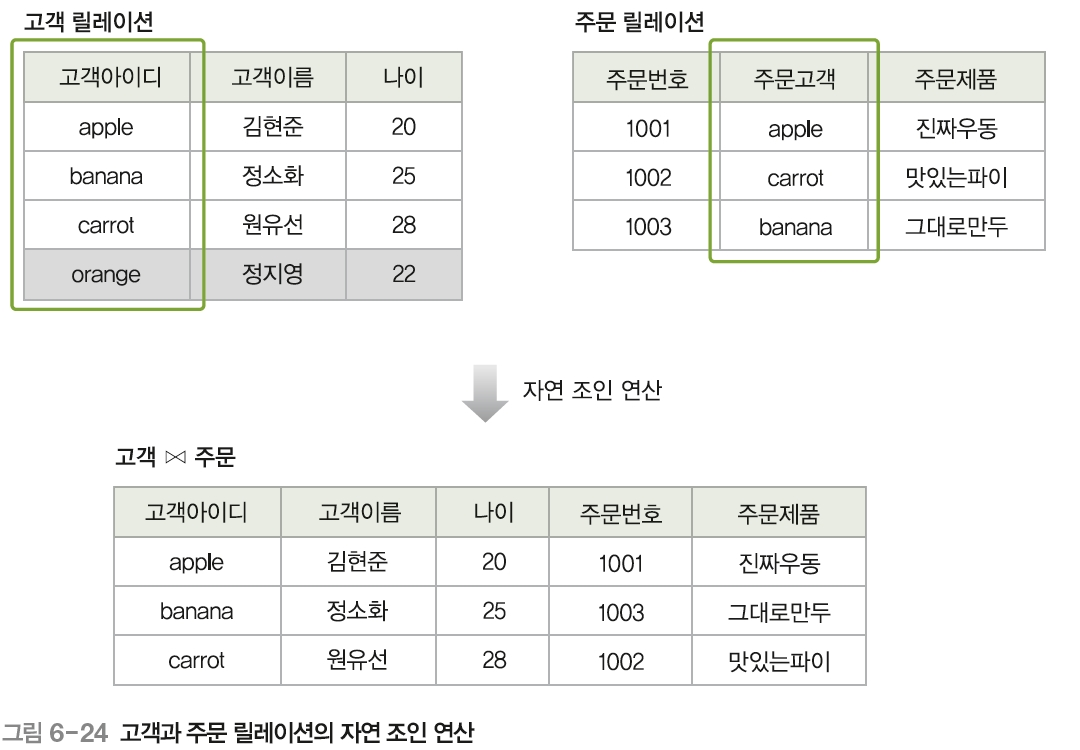 고객 릴레이션
고객아이디 고객이름 나이
apple 김현준 20
banana 정소화 25
carrot 원유선 28
orange 정지영 22
주문 릴레이션
주문번호 주문고객 주문제품
1001 apple 진짜우동
1002 carrot 맛있는파이
1003 banana 그대로만두
자연 조인 연산
고객 ⋈ 주문
고객아이디 고객이름 나이 주문번호 주문제품
apple 김현준 20 1001 진짜우동
banana 정소화 25 1003 그대로만두
carrot 원유선 28 1002 맛있는파이
그림 6-24 고객과 주문 릴레이션의 자연 조인 연산